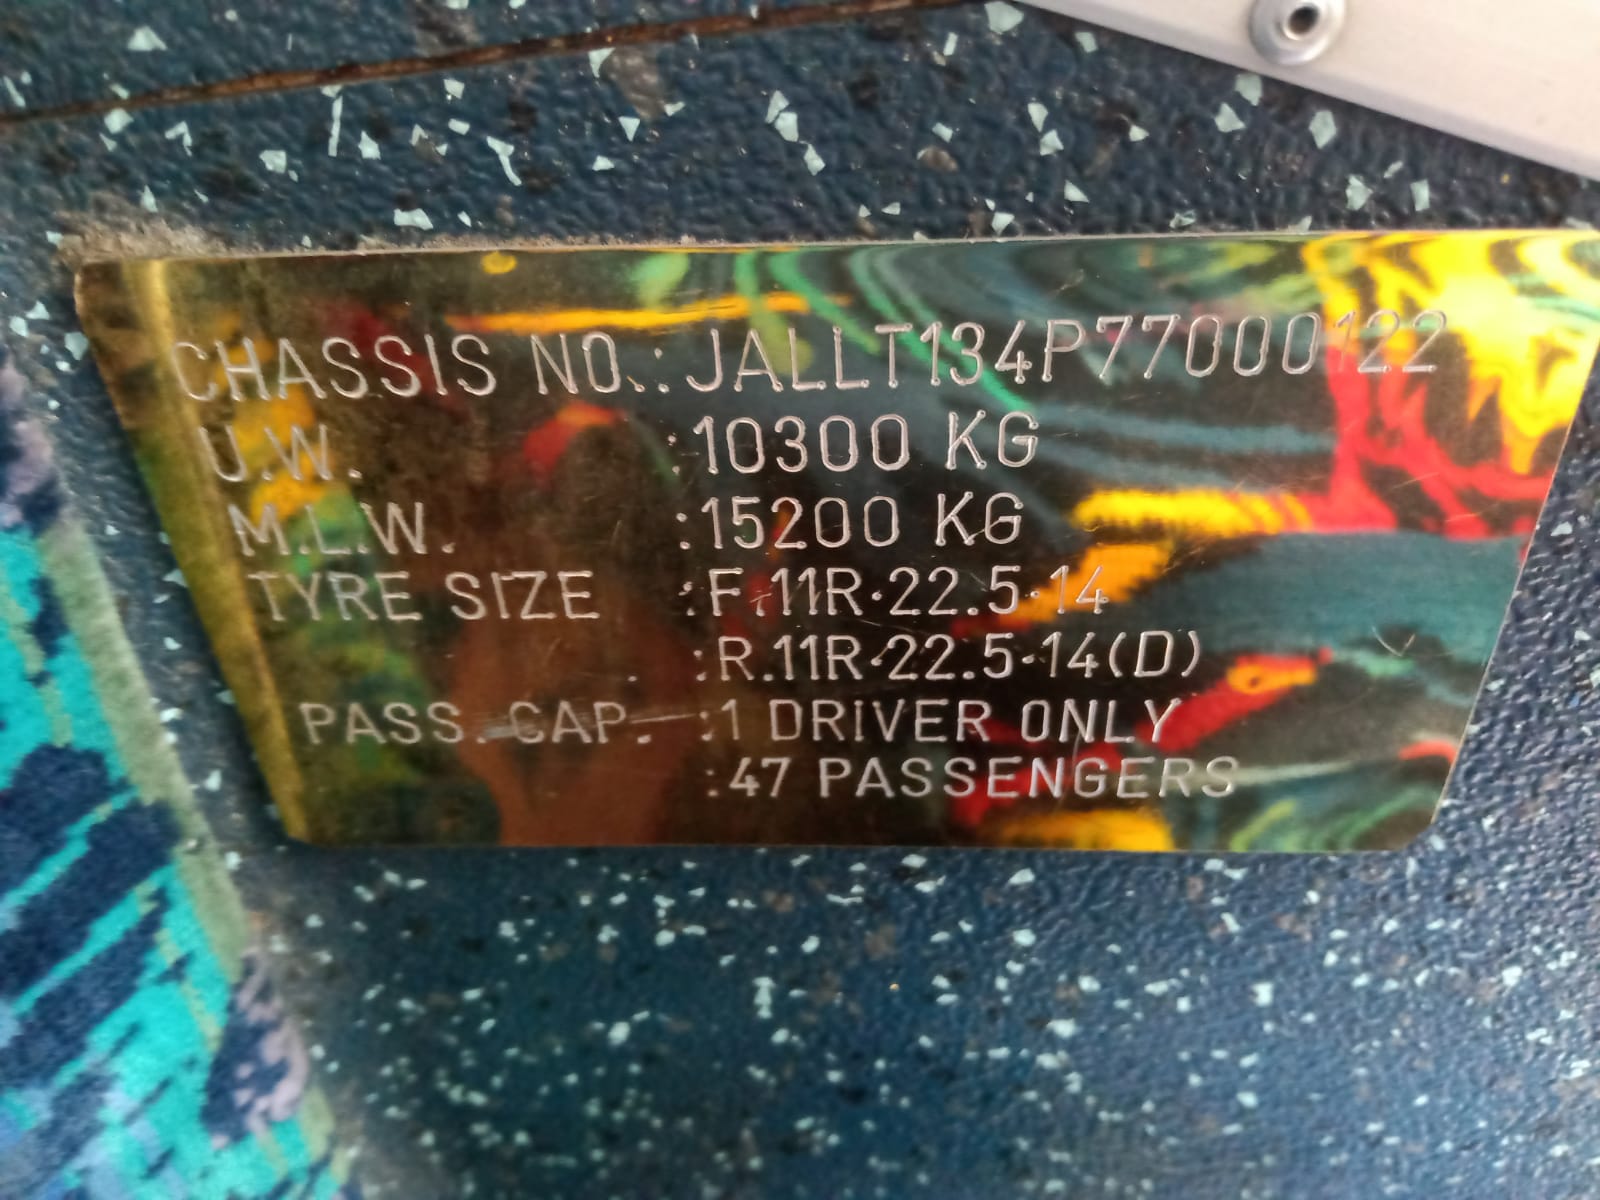 CHASSIS NO.: JALLT134P77000122
U.W. :10300 KG
M.L.W. :15200 KG
TYRE SIZE :F.11R·22.5·14
:R.11R·22.5·14(D)
PASS. CAP. :1 DRIVER ONLY
:47 PASSENGERS